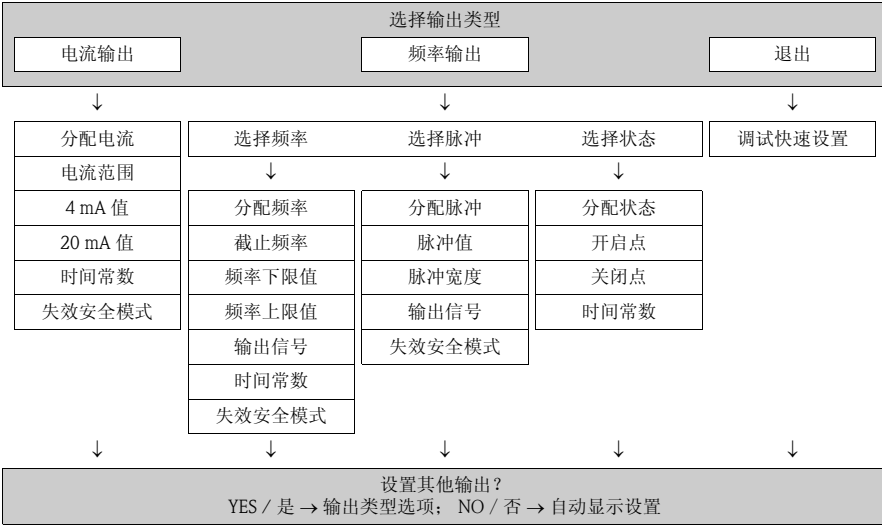 选择输出类型
电流输出 频率输出 退出
↓ ↓ ↓
分配电流 选择频率 选择脉冲 选择状态 调试快速设置
电流范围 ↓ ↓ ↓
4 mA 值 分配频率 分配脉冲 分配状态
20 mA 值 截止频率 脉冲值 开启点
时间常数 频率下限值 脉冲宽度 关闭点
失效安全模式 频率上限值 输出信号 时间常数
输出信号 失效安全模式
时间常数
失效安全模式
↓ ↓ ↓ ↓ ↓
设置其他输出?
YES / 是 → 输出类型选项; NO / 否 → 自动显示设置